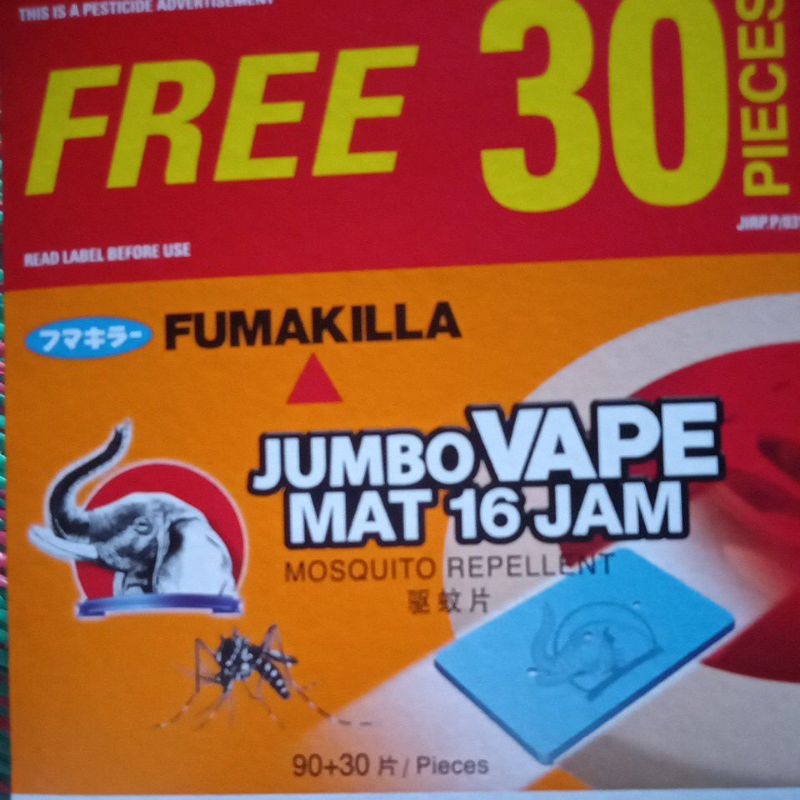 THIS IS A PESTICIDE ADVERTISEMENT
FREE 30 PIECES
READ LABEL BEFORE USE
フマキラー FUMAKILLA
JUMBO VAPE
MAT 16 JAM
MOSQUITO REPELLENT
驱蚊片
90+30 片 / Pieces